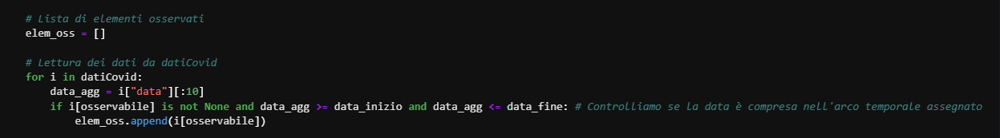 # Lista di elementi osservati
elem_oss = []

# Lettura dei dati da datiCovid
for i in datiCovid:
    data_agg = i["data"][:10]
    if i[osservabile] is not None and data_agg >= data_inizio and data_agg <= data_fine: # Controlliamo se la data è compresa nell'arco temporale assegnato
        elem_oss.append(i[osservabile])